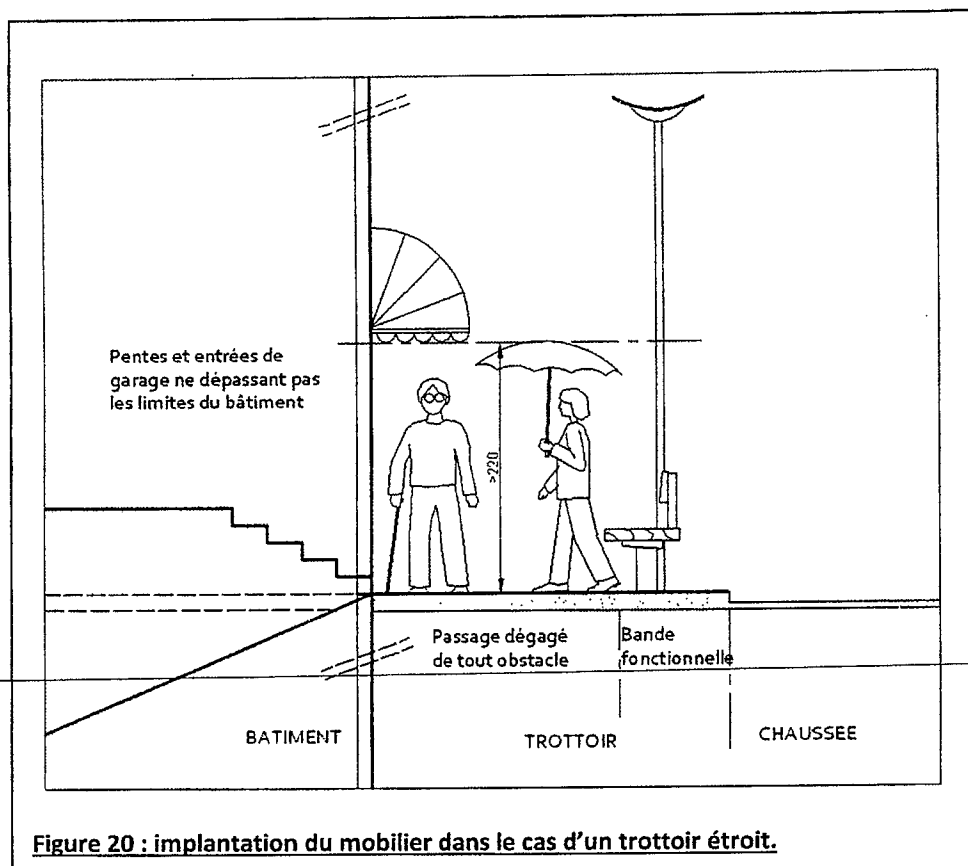 Pentes et entrées de
garage ne dépassant pas
les limites du bâtiment
>220
Passage dégagé
de tout obstacle
Bande
fonctionnelle
BATIMENT
TROTTOIR
CHAUSSEE
Figure 20 : implantation du mobilier dans le cas d'un trottoir étroit.